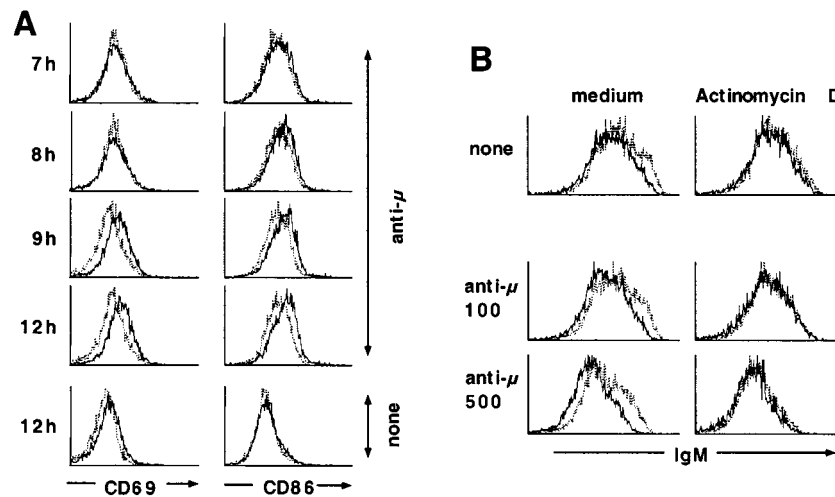 A
7h
8h
9h
12h
12h
anti-μ
none
CD69
CD86
B
medium
Actinomycin D
none
anti-μ
100
anti-μ
500
IgM